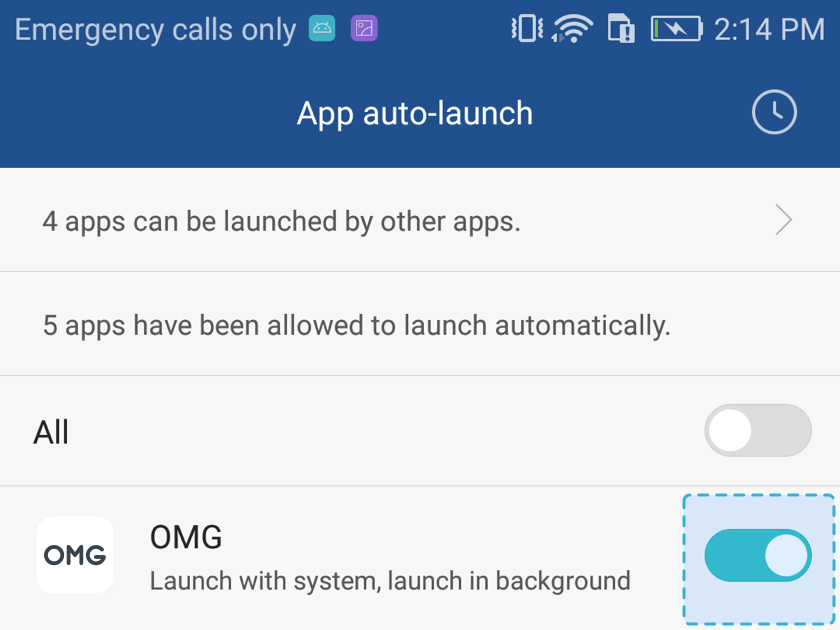 Emergency calls only 2:14 PM
App auto-launch
4 apps can be launched by other apps.
5 apps have been allowed to launch automatically.
All
OMG
OMG
Launch with system, launch in background